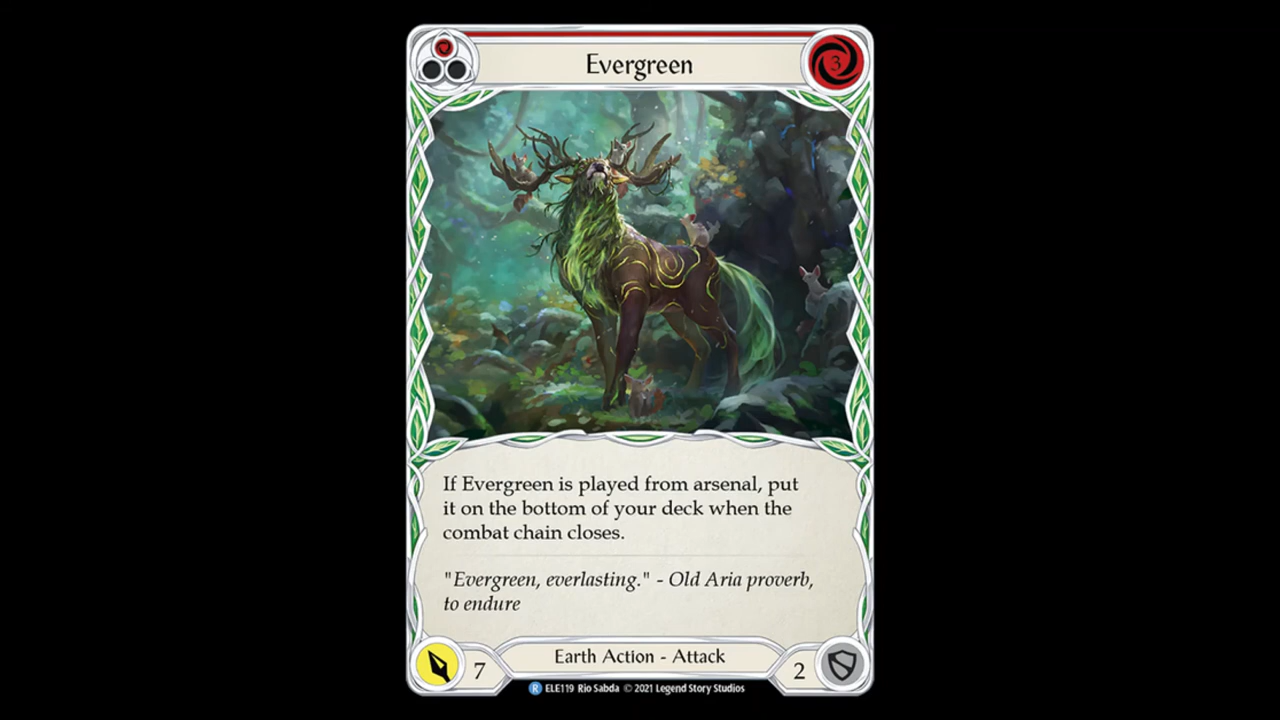 Evergreen
3
If Evergreen is played from arsenal, put
it on the bottom of your deck when the
combat chain closes.
"Evergreen, everlasting." - Old Aria proverb,
to endure
7
Earth Action - Attack
2
R ELE119 Rio Sabda © 2021 Legend Story Studios